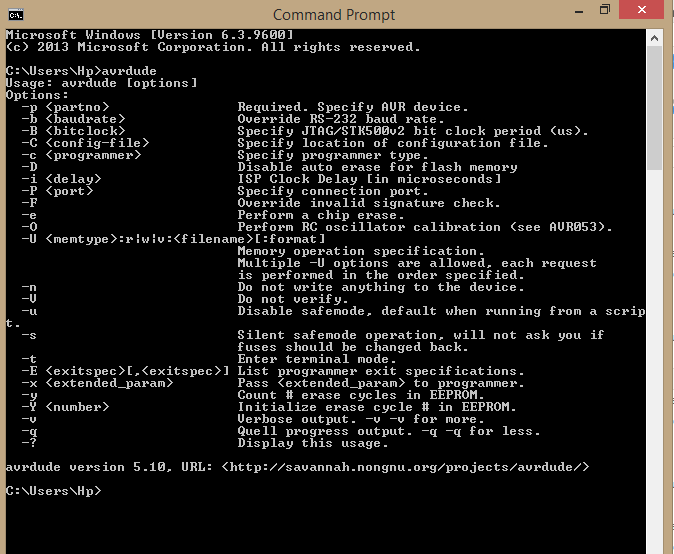 Command Prompt
Microsoft Windows [Version 6.3.9600]
(c) 2013 Microsoft Corporation. All rights reserved.
C:\Users\Hp>avrdude
Usage: avrdude [options]
Options:
-p <partno> Required. Specify AVR device.
-b <baudrate> Override RS-232 baud rate.
-B <bitclock> Specify JTAG/STK500v2 bit clock period (us).
-C <config-file> Specify location of configuration file.
-c <programmer> Specify programmer type.
-D Disable auto erase for flash memory
-i <delay> ISP Clock Delay [in microseconds]
-P <port> Specify connection port.
-F Override invalid signature check.
-e Perform a chip erase.
-O Perform RC oscillator calibration (see AVR053).
-U <memtype>:r|w|v:<filename>[:format]
Memory operation specification.
Multiple -U options are allowed, each request
is performed in the order specified.
-n Do not write anything to the device.
-V Do not verify.
-u Disable safemode, default when running from a scrip
t.
-s Silent safemode operation, will not ask you if
fuses should be changed back.
-t Enter terminal mode.
-E <exitspec>[,<exitspec>] List programmer exit specifications.
-x <extended_param> Pass <extended_param> to programmer.
-y Count # erase cycles in EEPROM.
-Y <number> Initialize erase cycle # in EEPROM.
-v Verbose output. -v -v for more.
-q Quell progress output. -q -q for less.
-? Display this usage.
avrdude version 5.10, URL: <http://savannah.nongnu.org/projects/avrdude/>
C:\Users\Hp>